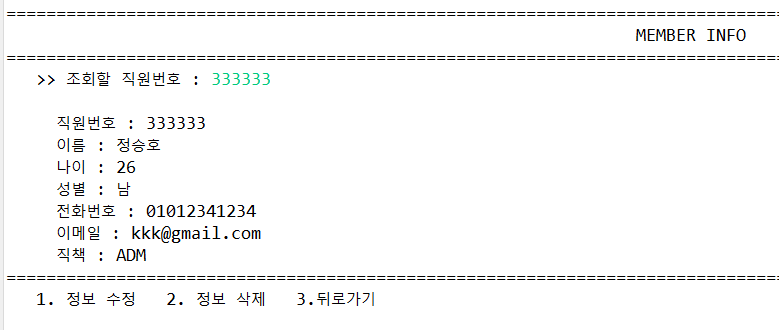 ================================================================================
MEMBER INFO
================================================================================
>> 조회할 직원번호 : 333333
직원번호 : 333333
이름 : 정승호
나이 : 26
성별 : 남
전화번호 : 01012341234
이메일 : kkk@gmail.com
직책 : ADM
================================================================================
1. 정보 수정   2. 정보 삭제   3.뒤로가기